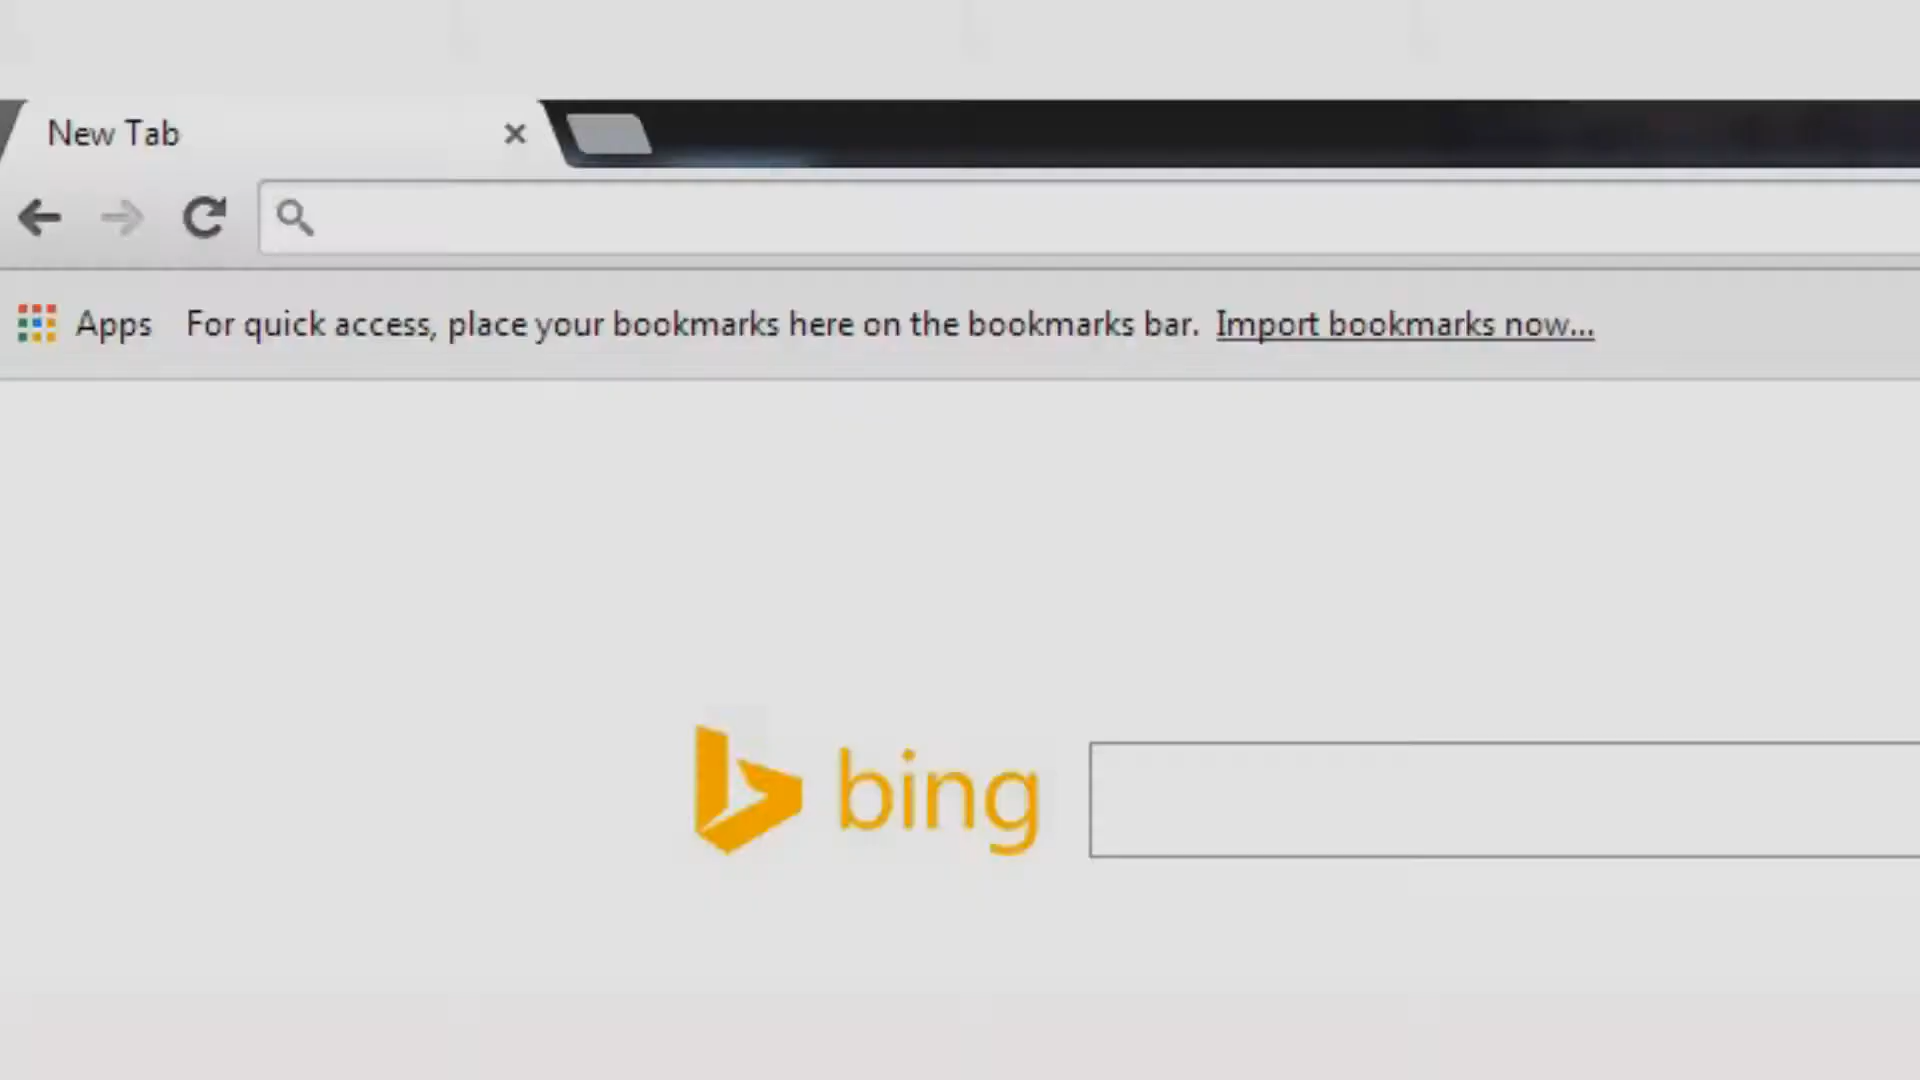 New Tab
Apps For quick access, place your bookmarks here on the bookmarks bar. Import bookmarks now...
bing